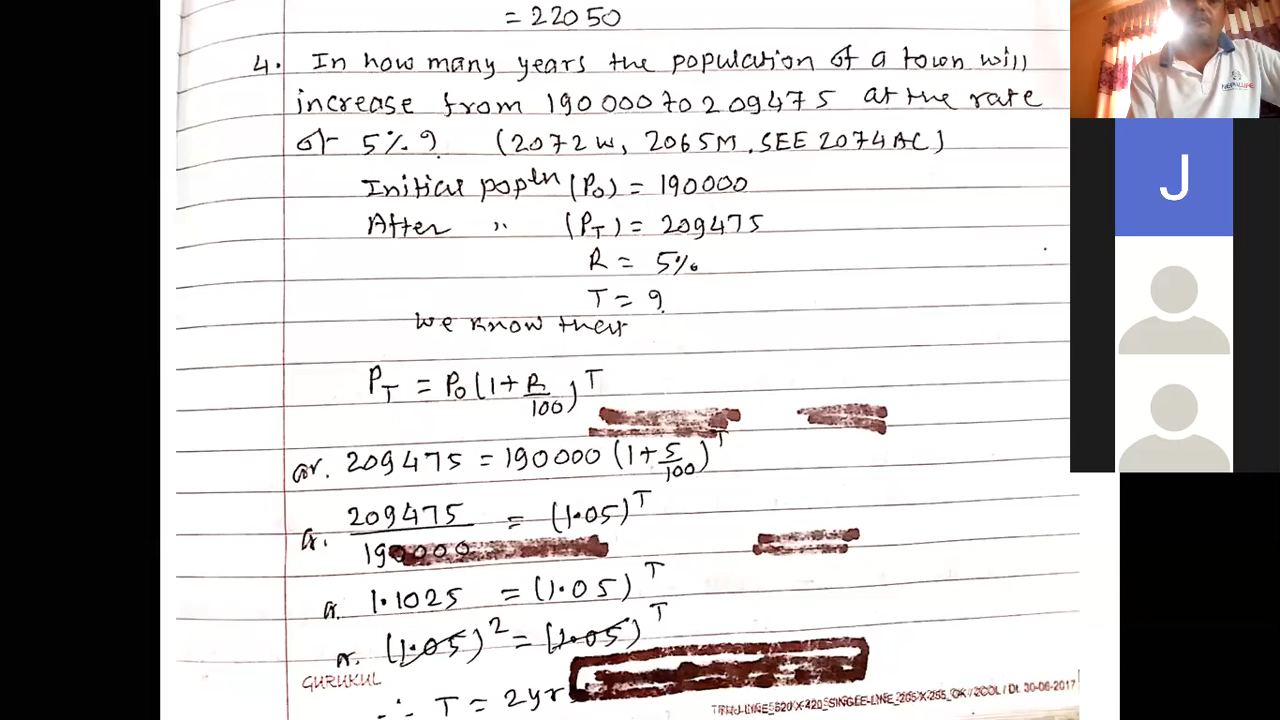 = 22050
4. In how many years the population of a town will
increase from 190000 to 209475 at the rate
of 5% ? (2072 W, 2065M, SEE 2074 AC)
Initial popln (P0) = 190000
After ,, (PT) = 209475
R = 5%
T = ?
We know that
PT = P0 (1 + R/100)^T
or. 209475 = 190000 (1 + 5/100)^T
or. 209475/190000 = (1.05)^T
or. 1.1025 = (1.05)^T
or. (1.05)^2 = (1.05)^T
GURUKUL
∴ T = 2 yr
J